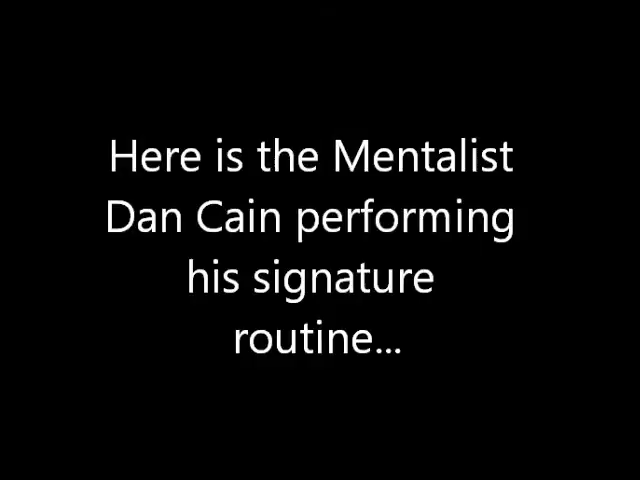 Here is the Mentalist
Dan Cain performing
his signature
routine...